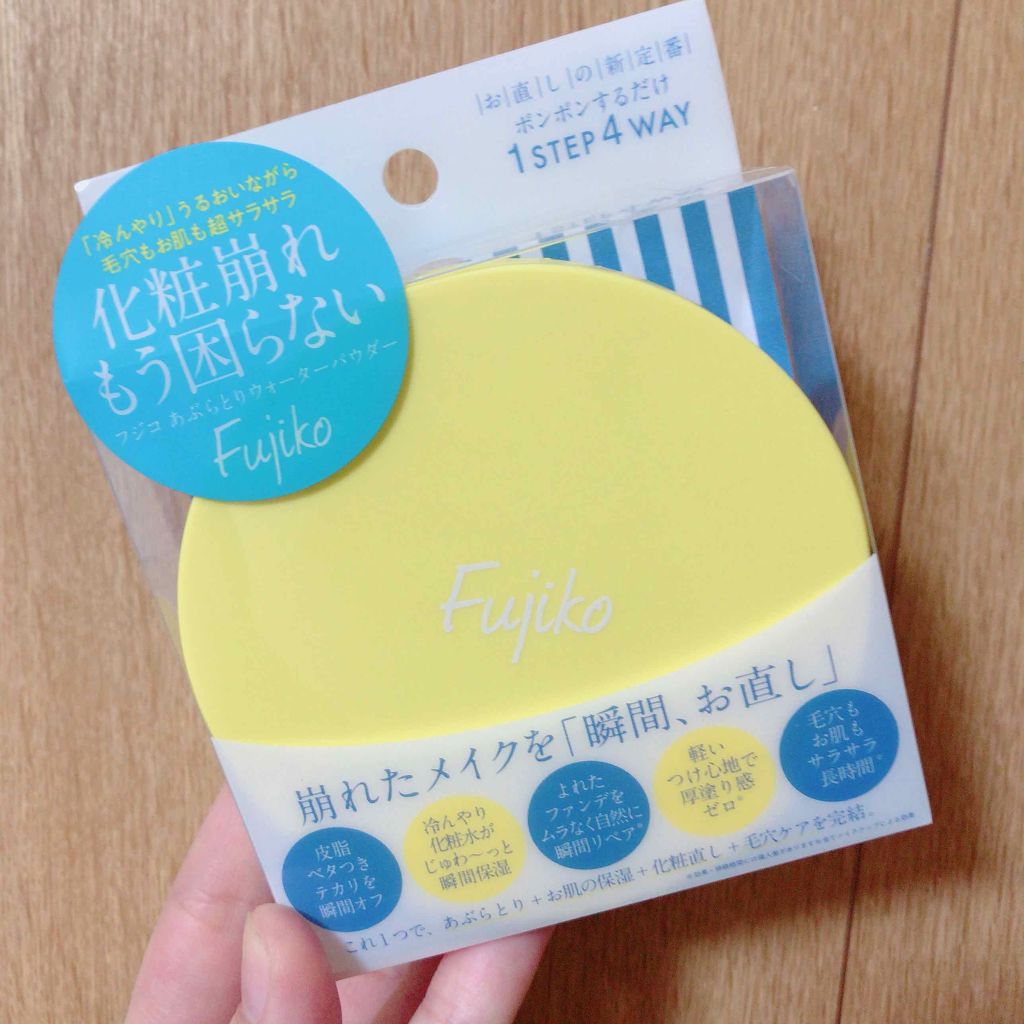 お直しの新定番
ポンポンするだけ
1 STEP 4 WAY
「冷んやり」うるおいながら
毛穴もお肌も超サラサラ
化粧崩れ
もう困らない
フジコ あぶらとりウォーターパウダー
Fujiko
Fujiko
崩れたメイクを「瞬間、お直し」
皮脂
ベタつき
テカリを
瞬間オフ
冷んやり
化粧水が
じゅわ〜っと
瞬間保湿
よれた
ファンデを
ムラなく自然に
瞬間リペア※
軽い
つけ心地で
厚塗り感
ゼロ※
毛穴も
お肌も
サラサラ
長時間※
これ1つで、あぶらとり+お肌の保湿+化粧直し+毛穴ケアを完結。